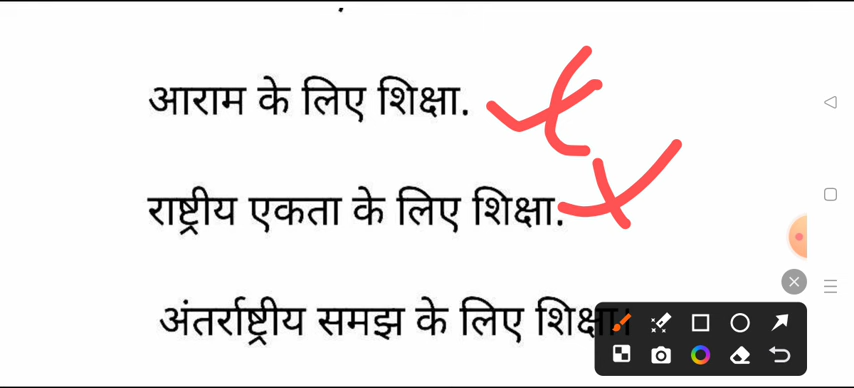 आराम के लिए शिक्षा.
राष्ट्रीय एकता के लिए शिक्षा.
अंतर्राष्ट्रीय समझ के लिए शिक्षा।